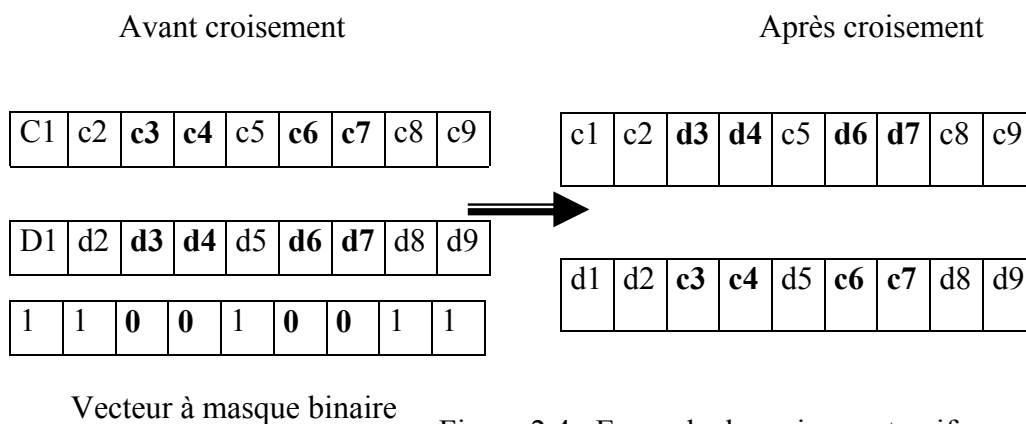 Avant croisement
Après croisement
C1 c2 c3 c4 c5 c6 c7 c8 c9
c1 c2 d3 d4 c5 d6 d7 c8 c9
D1 d2 d3 d4 d5 d6 d7 d8 d9
d1 d2 c3 c4 d5 c6 c7 d8 d9
1 1 0 0 1 0 0 1 1
Vecteur à masque binaire